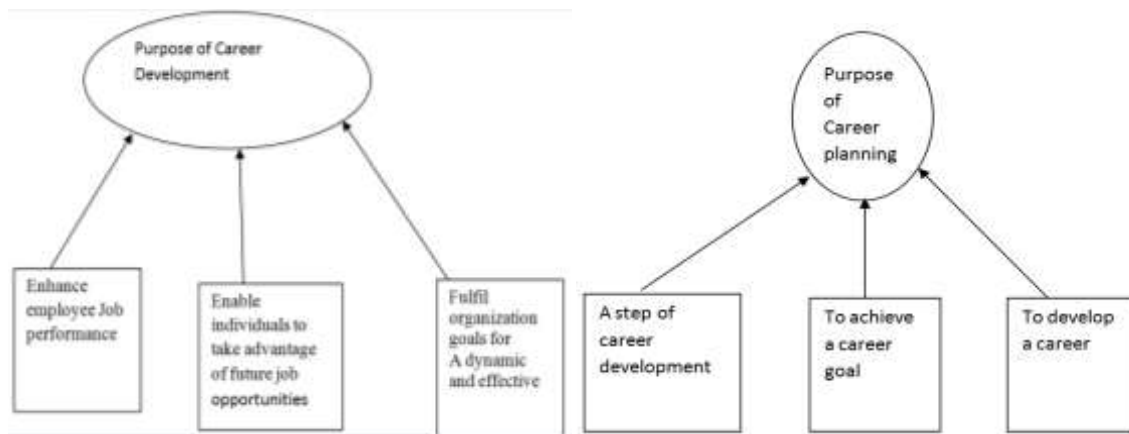 Purpose of Career
Development
Enhance
employee Job
performance
Enable
individuals to
take advantage
of future job
opportunities
Fulfil
organization
goals for
A dynamic
and effective
Purpose
of
Career
planning
A step of
career
development
To achieve
a career
goal
To develop
a career